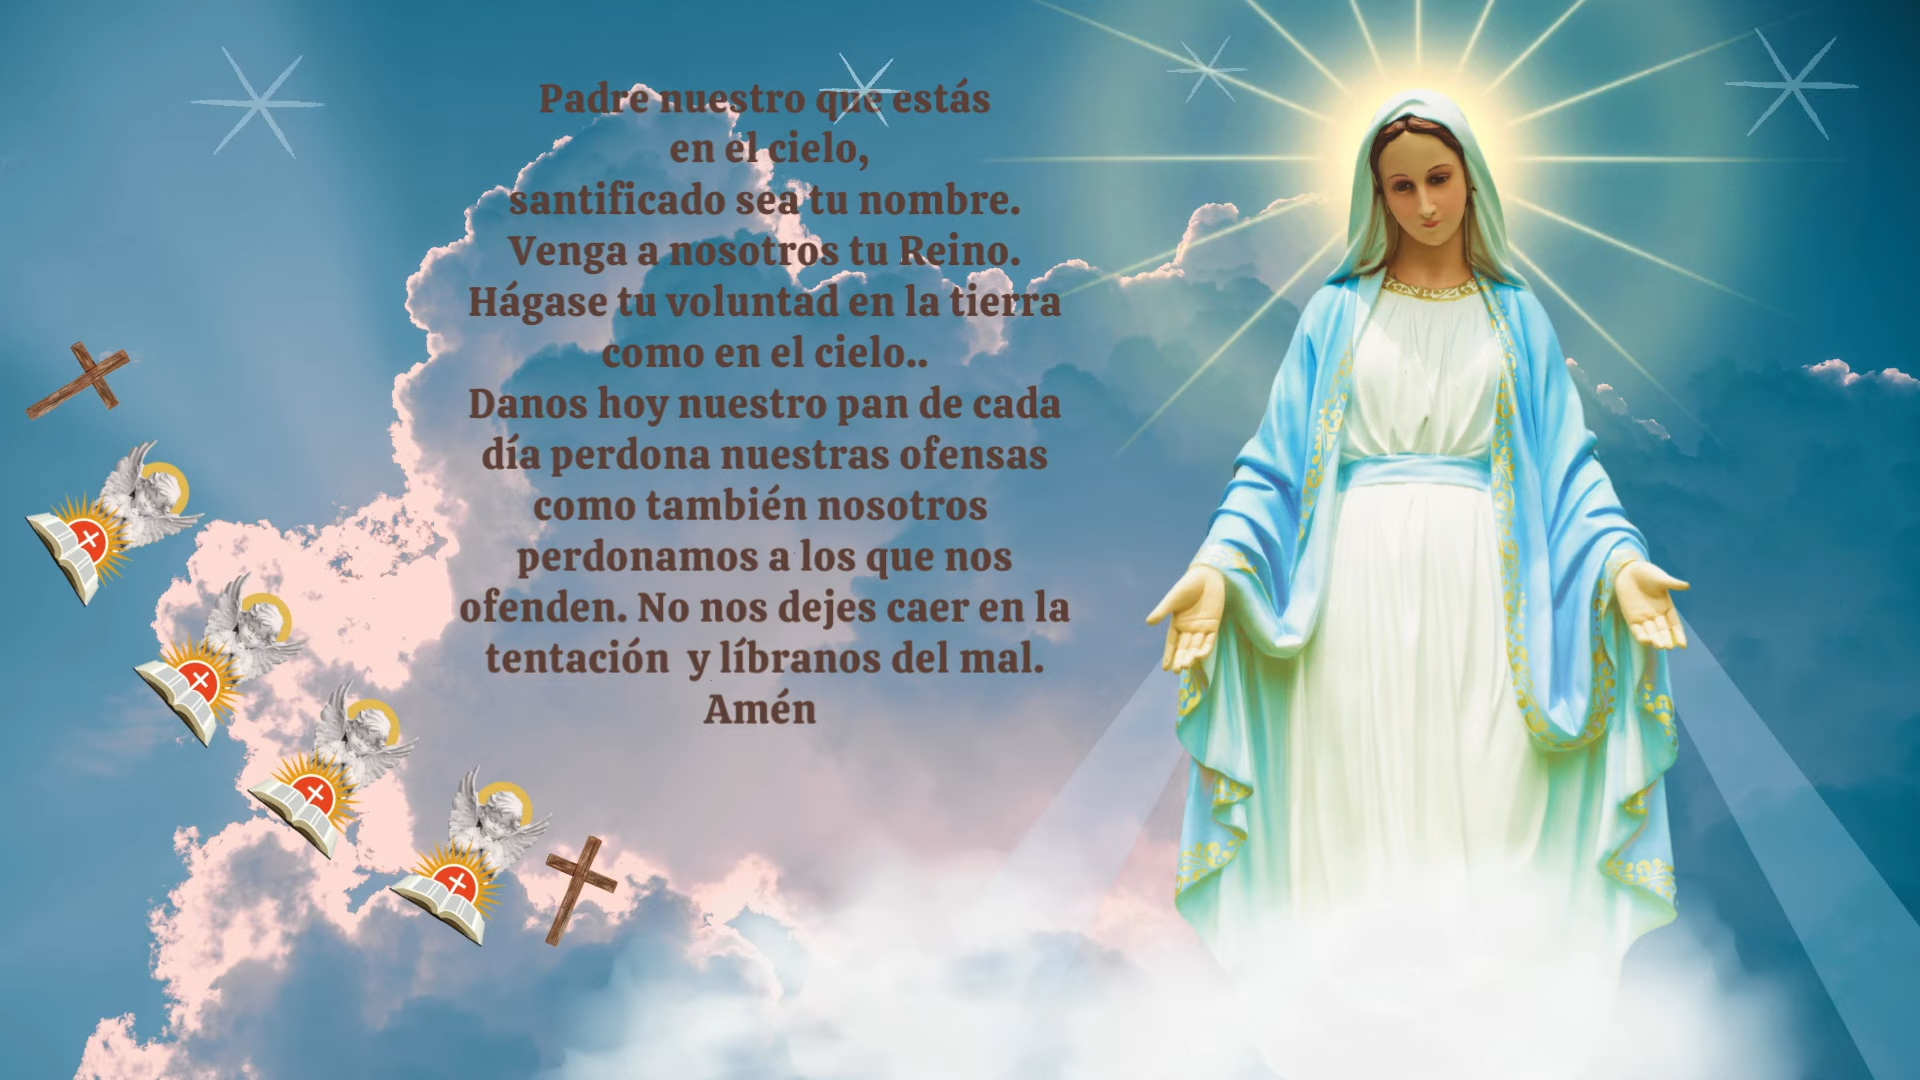 Padre nuestro que estás
en el cielo,
santificado sea tu nombre.
Venga a nosotros tu Reino.
Hágase tu voluntad en la tierra
como en el cielo..
Danos hoy nuestro pan de cada
día perdona nuestras ofensas
como también nosotros
perdonamos a los que nos
ofenden. No nos dejes caer en la
tentación  y líbranos del mal.
Amén